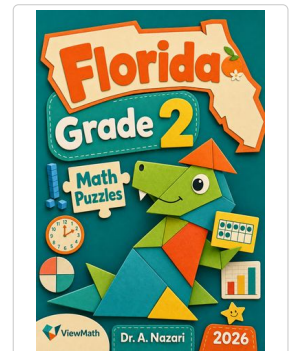 Florida
Grade 2
Math
Puzzles
ViewMath
Dr. A. Nazari
2026